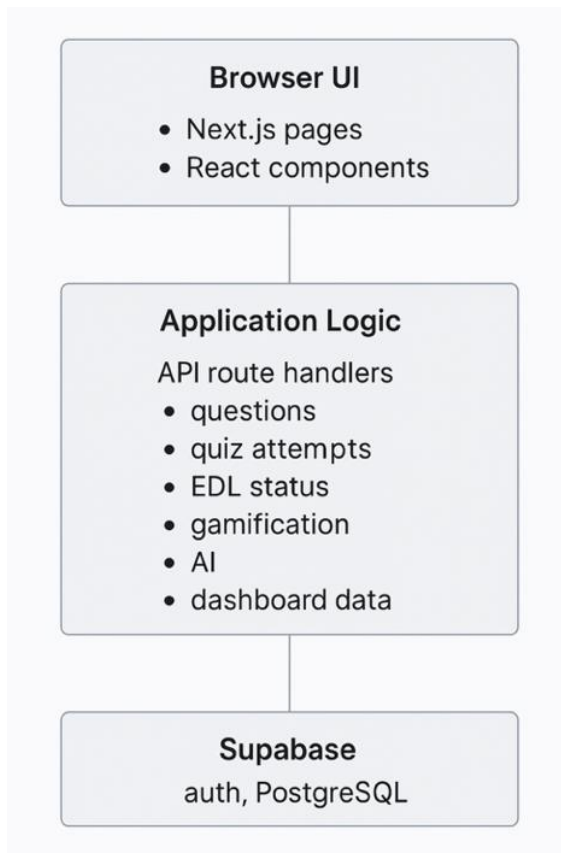 Browser UI
• Next.js pages
• React components
Application Logic
API route handlers
• questions
• quiz attempts
• EDL status
• gamification
• AI
• dashboard data
Supabase
auth, PostgreSQL